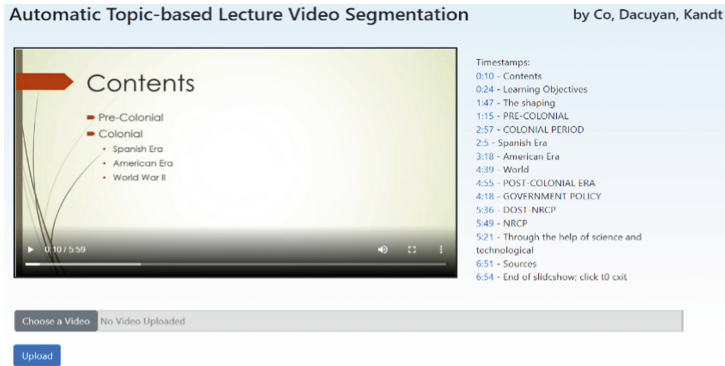 Automatic Topic-based Lecture Video Segmentation
by Co, Dacuyan, Kandt
Contents
Pre-Colonial
Colonial
Spanish Era
American Era
World War II
0:10 / 5:59
Timestamps:
0:10 - Contents
0:24 - Learning Objectives
1:47 - The shaping
1:15 - PRE-COLONIAL
2:57 - COLONIAL PERIOD
2:5 - Spanish Era
3:18 - American Era
4:39 - World
4:55 - POST-COLONIAL ERA
4:18 - GOVERNMENT POLICY
5:36 - DOST-NRCP
5:49 - NRCP
5:21 - Through the help of science and
technological
6:51 - Sources
6:54 - End of slidcshow; click t0 cxit
Choose a Video
No Video Uploaded
Upload